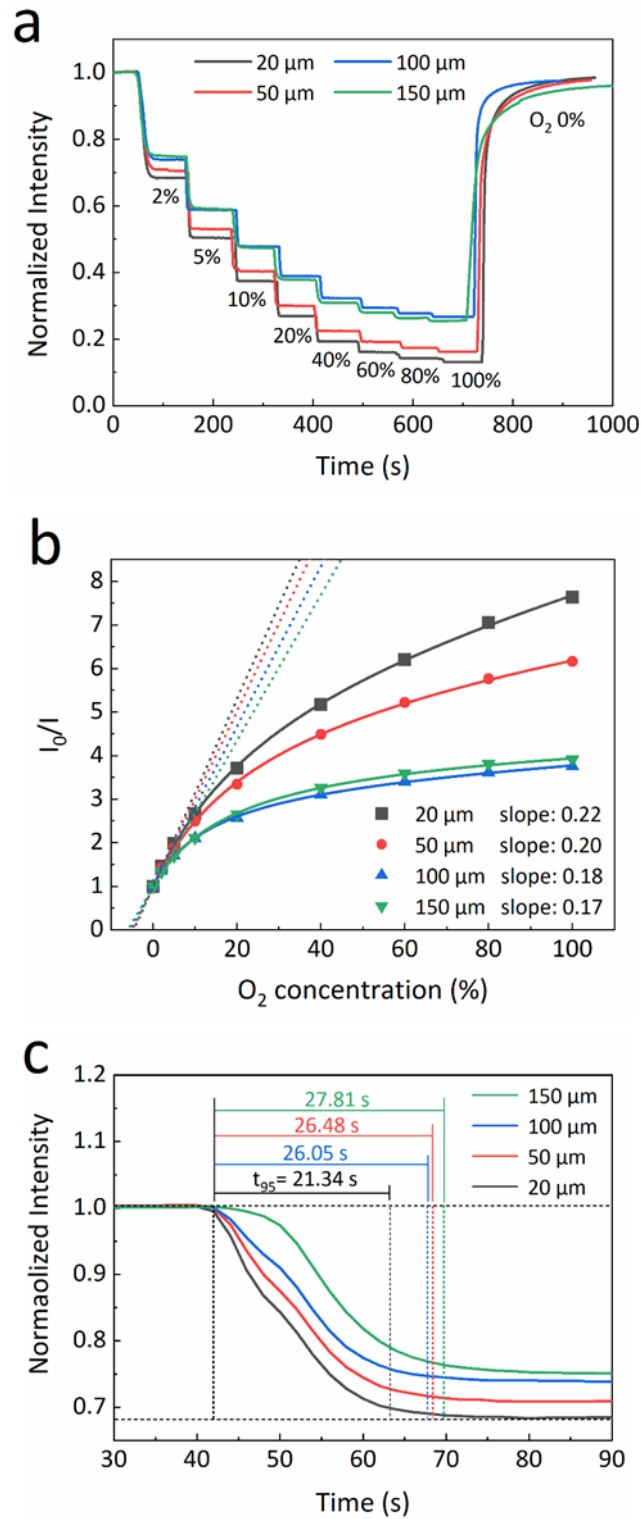 a
20 μm 100 μm
50 μm 150 μm
O2 0%
2%
5%
10%
20%
40%
60%
80%
100%
1.0
0.8
0.6
0.4
0.2
0.0
Normalized Intensity
0 200 400 600 800 1000
Time (s)
b
8
7
6
5
4
3
2
1
0
I0/I
20 μm slope: 0.22
50 μm slope: 0.20
100 μm slope: 0.18
150 μm slope: 0.17
0 20 40 60 80 100
O2 concentration (%)
c
1.2
1.1
1.0
0.9
0.8
0.7
Normaolized Intensity
27.81 s
26.48 s
26.05 s
t95= 21.34 s
150 μm
100 μm
50 μm
20 μm
30 40 50 60 70 80 90
Time (s)